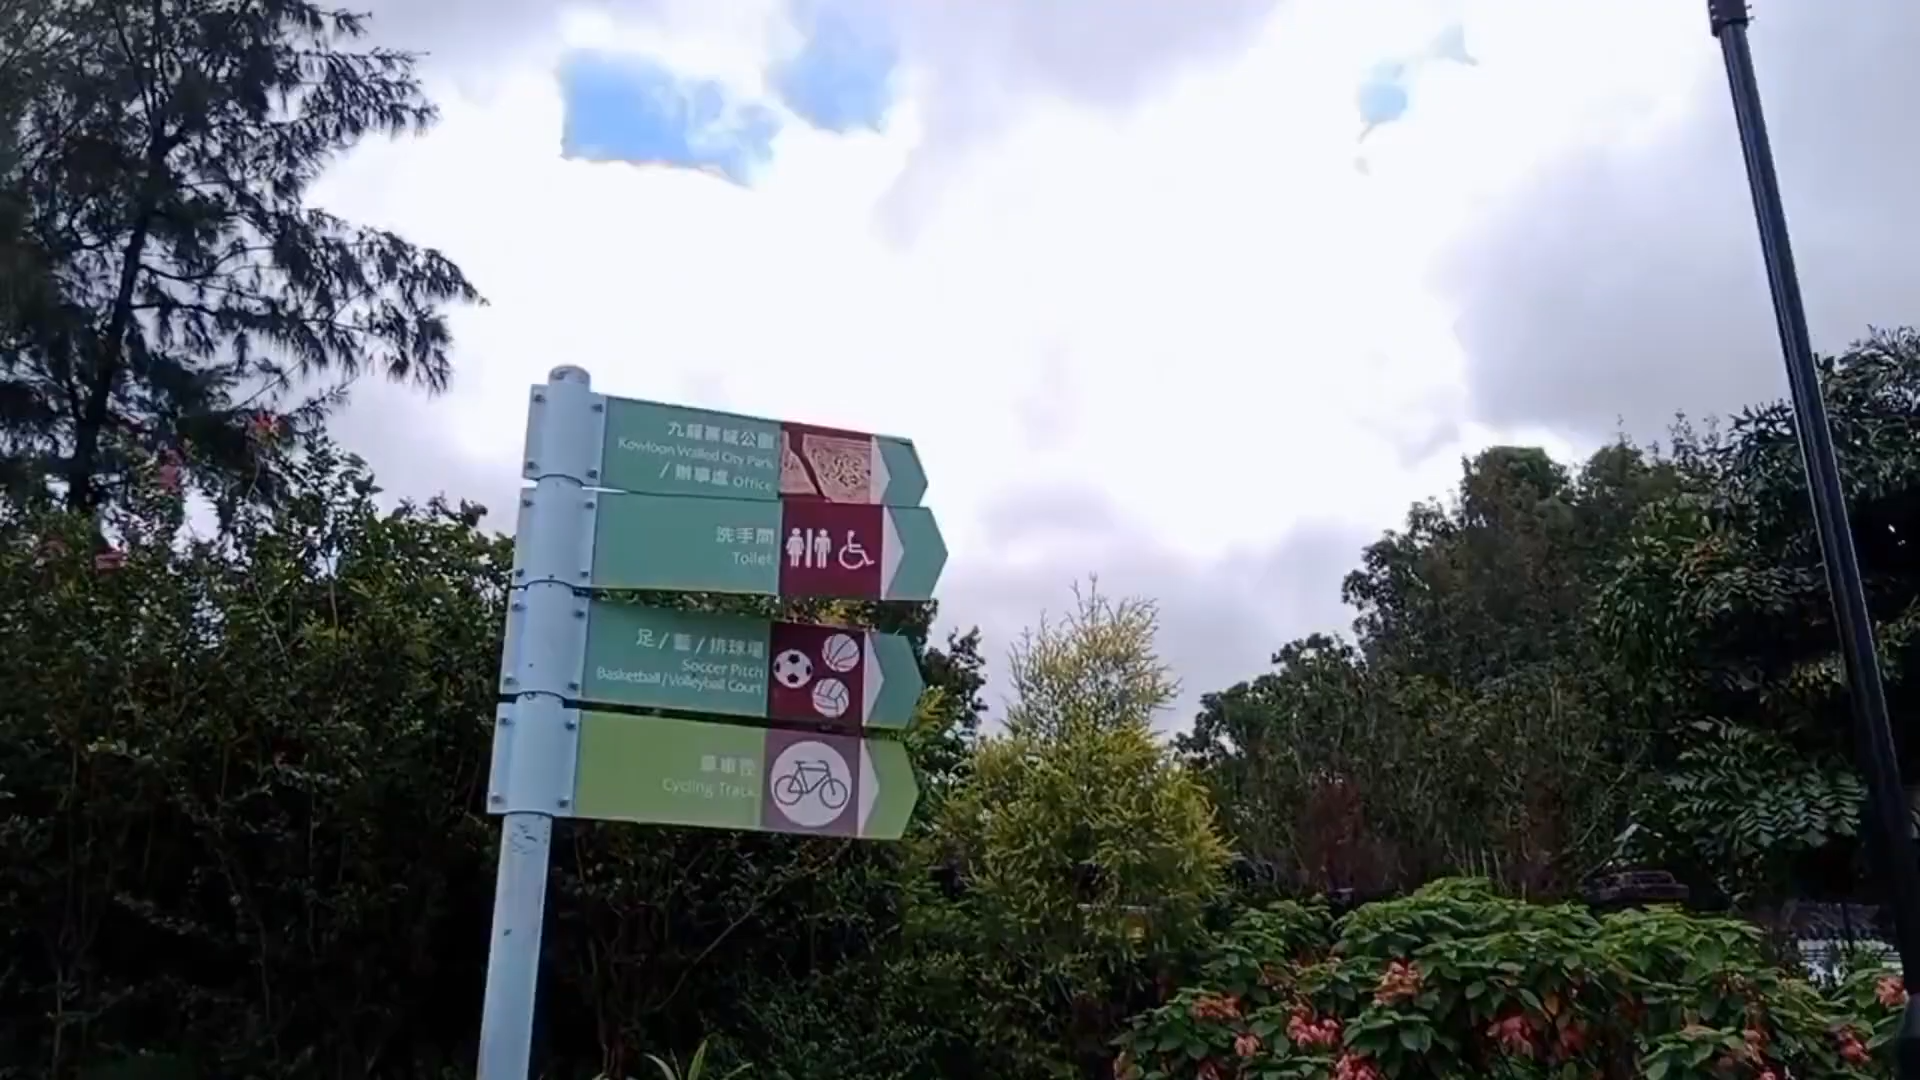 九龍寨城公園
Kowloon Walled City Park
/ 辦事處 Office
洗手間
Toilet
足 / 籃 / 排球場
Soccer Pitch
Basketball / Volleyball Court
單車徑
Cycling Track